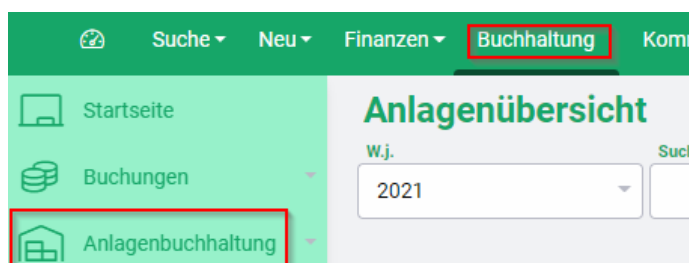 Suche Neu Finanzen Buchhaltung
Startseite
Anlagenübersicht
W.j.
Buchungen
2021
Anlagenbuchhaltung